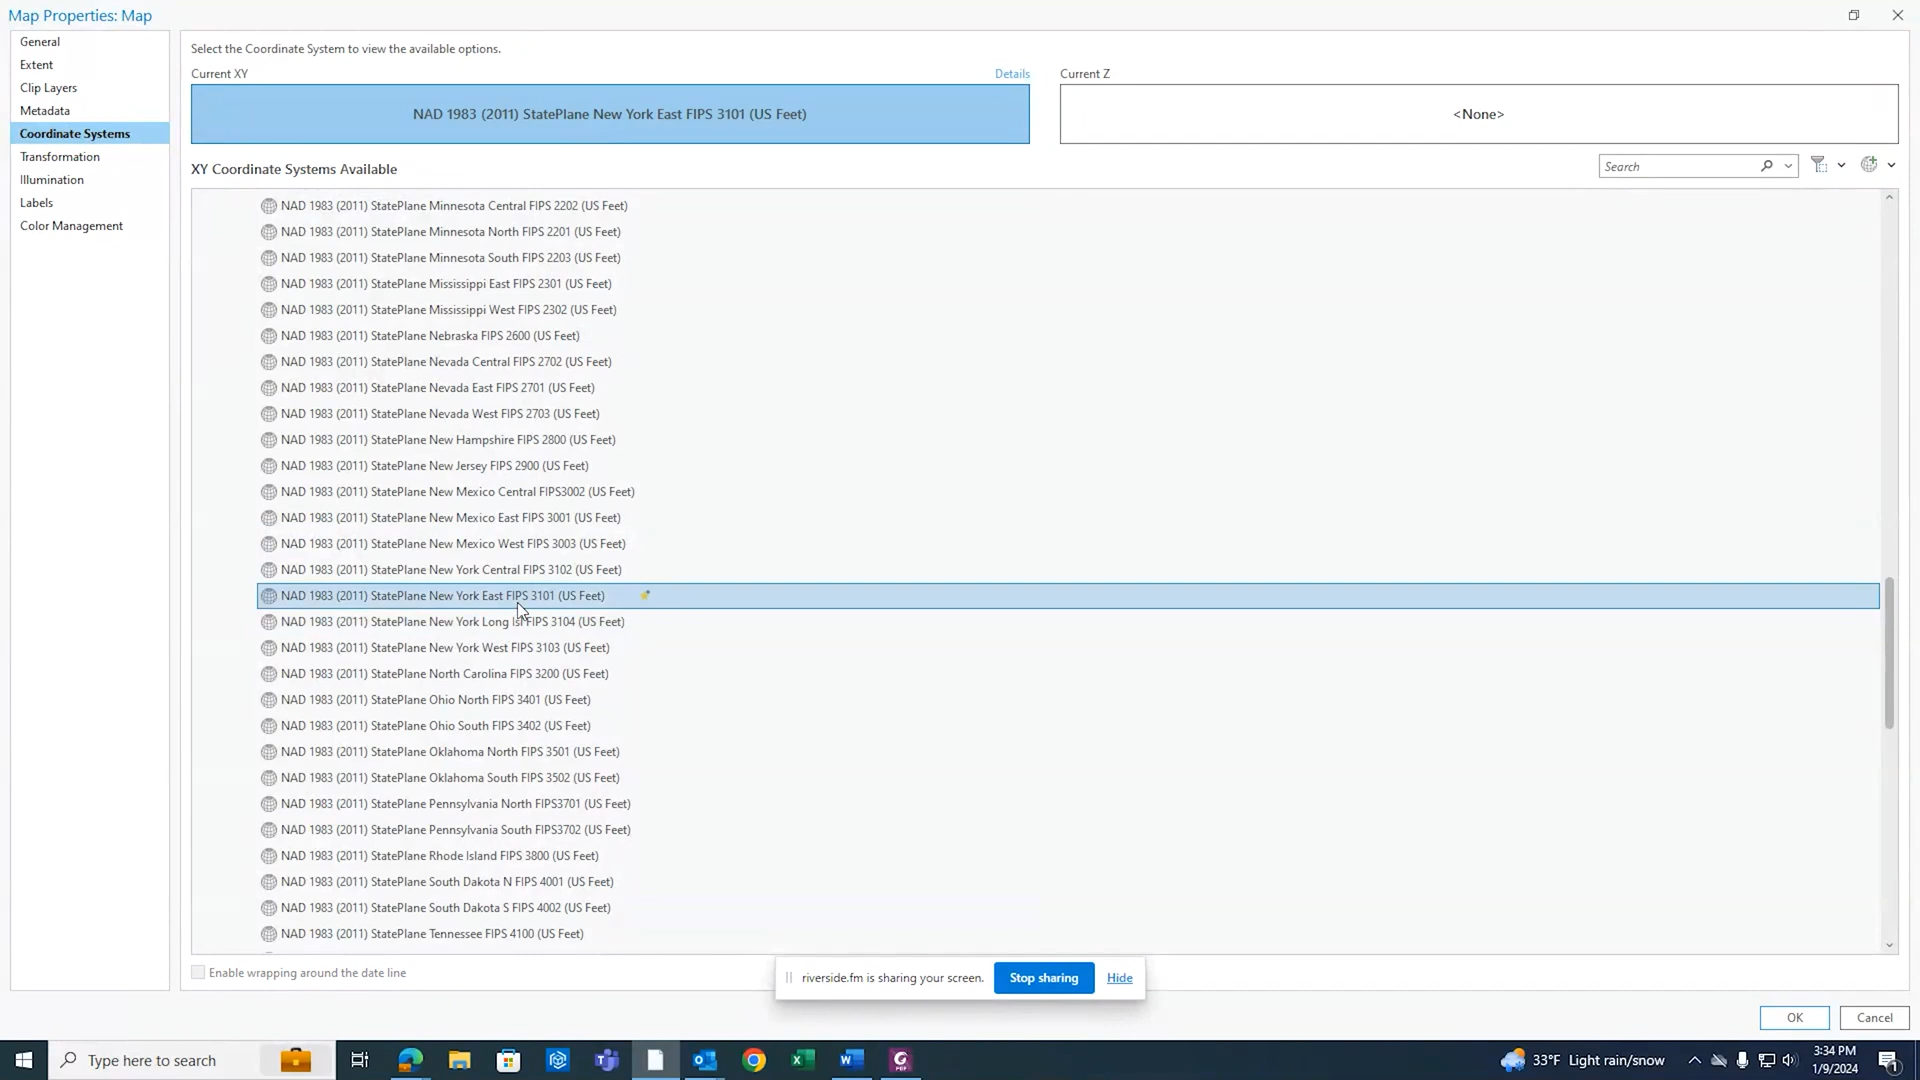 Map Properties: Map
General
Extent
Clip Layers
Metadata
Coordinate Systems
Transformation
Illumination
Labels
Color Management
Select the Coordinate System to view the available options.
Current XY
Details
Current Z
NAD 1983 (2011) StatePlane New York East FIPS 3101 (US Feet)
<None>
XY Coordinate Systems Available
Search
NAD 1983 (2011) StatePlane Minnesota Central FIPS 2202 (US Feet)
NAD 1983 (2011) StatePlane Minnesota North FIPS 2201 (US Feet)
NAD 1983 (2011) StatePlane Minnesota South FIPS 2203 (US Feet)
NAD 1983 (2011) StatePlane Mississippi East FIPS 2301 (US Feet)
NAD 1983 (2011) StatePlane Mississippi West FIPS 2302 (US Feet)
NAD 1983 (2011) StatePlane Nebraska FIPS 2600 (US Feet)
NAD 1983 (2011) StatePlane Nevada Central FIPS 2702 (US Feet)
NAD 1983 (2011) StatePlane Nevada East FIPS 2701 (US Feet)
NAD 1983 (2011) StatePlane Nevada West FIPS 2703 (US Feet)
NAD 1983 (2011) StatePlane New Hampshire FIPS 2800 (US Feet)
NAD 1983 (2011) StatePlane New Jersey FIPS 2900 (US Feet)
NAD 1983 (2011) StatePlane New Mexico Central FIPS3002 (US Feet)
NAD 1983 (2011) StatePlane New Mexico East FIPS 3001 (US Feet)
NAD 1983 (2011) StatePlane New Mexico West FIPS 3003 (US Feet)
NAD 1983 (2011) StatePlane New York Central FIPS 3102 (US Feet)
NAD 1983 (2011) StatePlane New York East FIPS 3101 (US Feet)
NAD 1983 (2011) StatePlane New York Long Isl FIPS 3104 (US Feet)
NAD 1983 (2011) StatePlane New York West FIPS 3103 (US Feet)
NAD 1983 (2011) StatePlane North Carolina FIPS 3200 (US Feet)
NAD 1983 (2011) StatePlane Ohio North FIPS 3401 (US Feet)
NAD 1983 (2011) StatePlane Ohio South FIPS 3402 (US Feet)
NAD 1983 (2011) StatePlane Oklahoma North FIPS 3501 (US Feet)
NAD 1983 (2011) StatePlane Oklahoma South FIPS 3502 (US Feet)
NAD 1983 (2011) StatePlane Pennsylvania North FIPS3701 (US Feet)
NAD 1983 (2011) StatePlane Pennsylvania South FIPS3702 (US Feet)
NAD 1983 (2011) StatePlane Rhode Island FIPS 3800 (US Feet)
NAD 1983 (2011) StatePlane South Dakota N FIPS 4001 (US Feet)
NAD 1983 (2011) StatePlane South Dakota S FIPS 4002 (US Feet)
NAD 1983 (2011) StatePlane Tennessee FIPS 4100 (US Feet)
Enable wrapping around the date line
riverside.fm is sharing your screen.
Stop sharing
Hide
OK
Cancel
Type here to search
33°F Light rain/snow
3:34 PM
1/9/2024
1